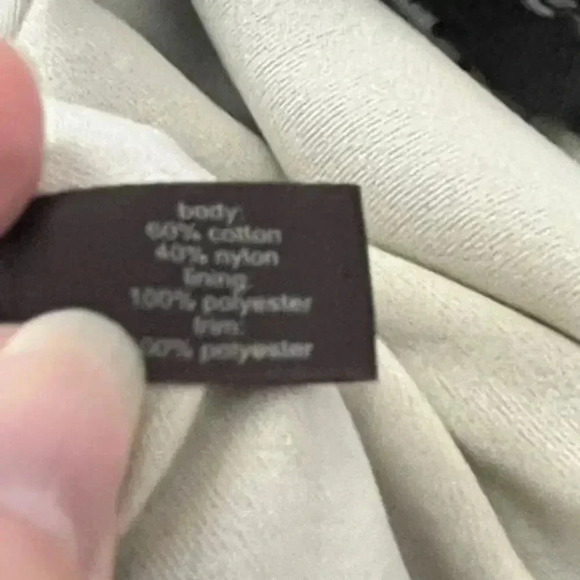 body:
60% cotton
40% nylon
lining:
100% polyester
trim:
polyester